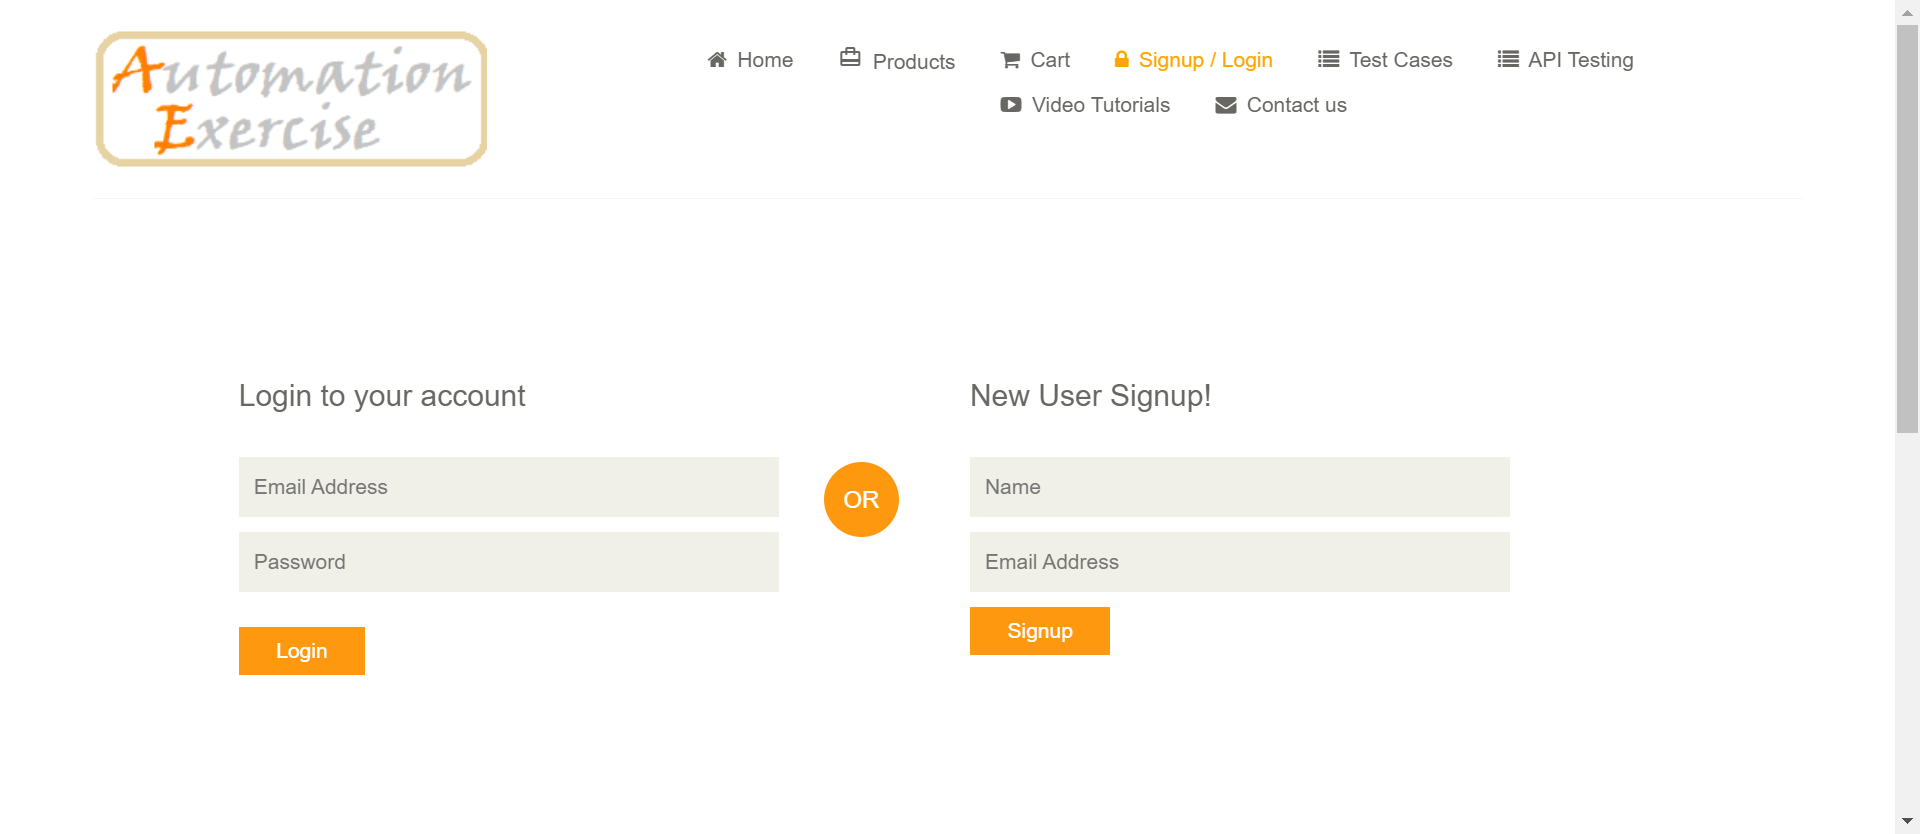 Automation
Exercise
Home Products Cart Signup / Login Test Cases API Testing
Video Tutorials Contact us
Login to your account
Email Address
Password
Login
OR
New User Signup!
Name
Email Address
Signup